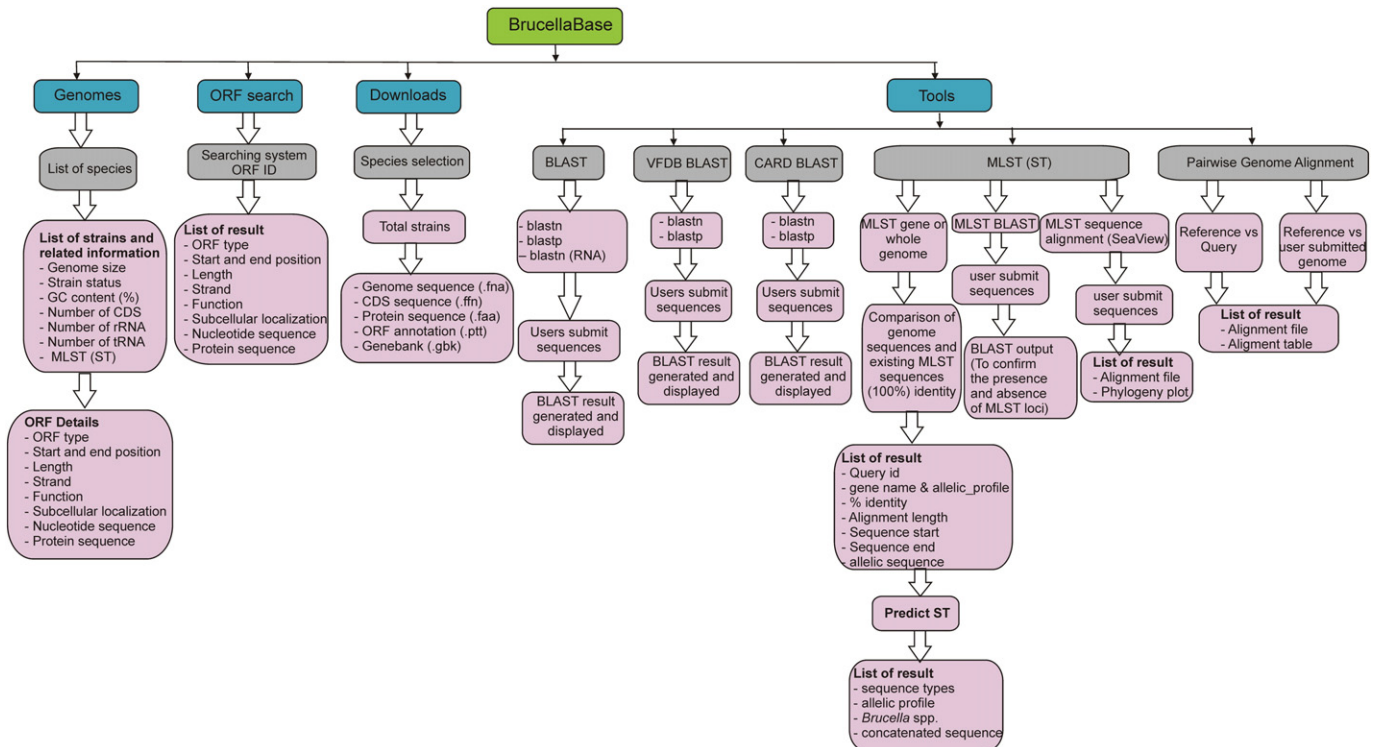 BrucellaBase
Genomes
ORF search
Downloads
Tools
List of species
Searching system
ORF ID
Species selection
BLAST
VFDB BLAST
CARD BLAST
MLST (ST)
Pairwise Genome Alignment
List of strains and
related information
- Genome size
- Strain status
- GC content (%)
- Number of CDS
- Number of rRNA
- Number of tRNA
- MLST (ST)
ORF Details
- ORF type
- Start and end position
- Length
- Strand
- Function
- Subcellular localization
- Nucleotide sequence
- Protein sequence
List of result
- ORF type
- Start and end position
- Length
- Strand
- Function
- Subcellular localization
- Nucleotide sequence
- Protein sequence
Total strains
- Genome sequence (.fna)
- CDS sequence (.ffn)
- Protein sequence (.faa)
- ORF annotation (.ptt)
- Genebank (.gbk)
- blastn
- blastp
– blastn (RNA)
Users submit
sequences
BLAST result
generated and
displayed
- blastn
- blastp
Users submit
sequences
BLAST result
generated and
displayed
- blastn
- blastp
Users submit
sequences
BLAST result
generated and
displayed
MLST gene or
whole
genome
Comparison of
genome
sequences and
existing MLST
sequences
(100%) identity
List of result
- Query id
- gene name & allelic_profile
- % identity
- Alignment length
- Sequence start
- Sequence end
- allelic sequence
Predict ST
List of result
- sequence types
- allelic profile
- Brucella spp.
- concatenated sequence
MLST BLAST
user submit
sequences
BLAST output
(To confirm
the presence
and absence
of MLST loci)
MLST sequence
alignment (SeaView)
user submit
sequences
List of result
- Alignment file
- Phylogeny plot
Reference vs
Query
Reference vs
user submitted
genome
List of result
- Alignment file
- Aligment table